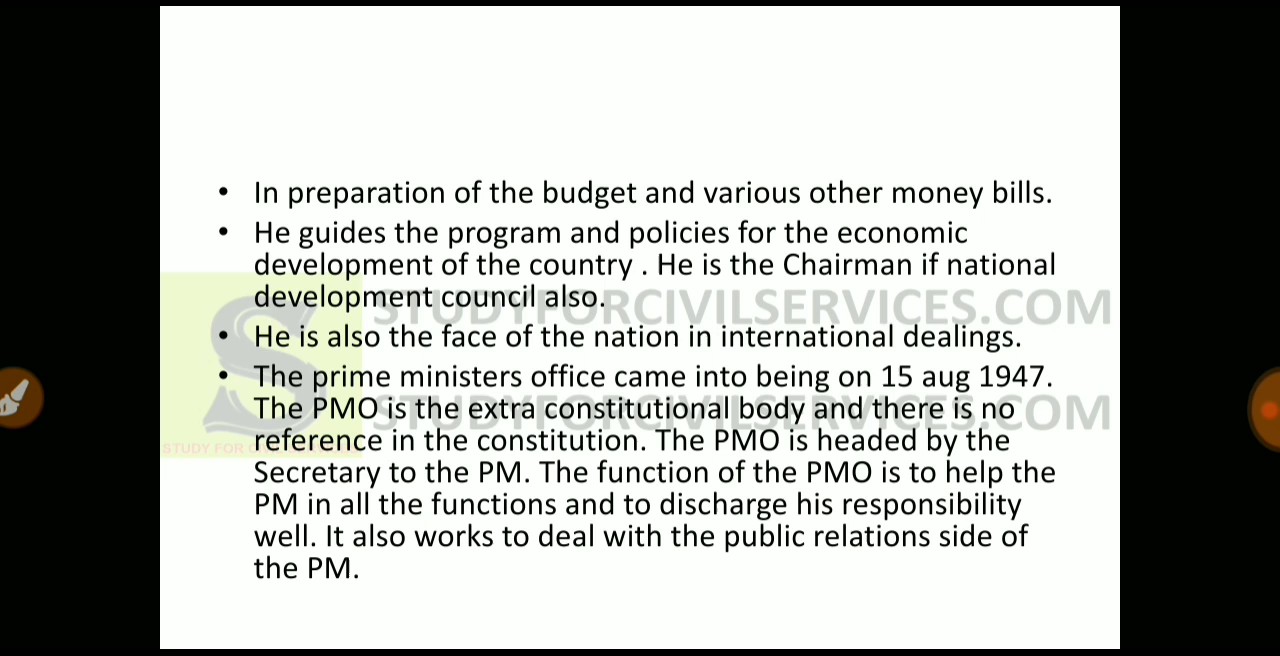 • In preparation of the budget and various other money bills.
• He guides the program and policies for the economic
development of the country . He is the Chairman if national
development council also.
STUDYFORCIVILSERVICES.COM
• He is also the face of the nation in international dealings.
• The prime ministers office came into being on 15 aug 1947.
The PMO is the extra constitutional body and there is no
STUDYFORCIVILSERVICES.COM
reference in the constitution. The PMO is headed by the
STUDY FOR
Secretary to the PM. The function of the PMO is to help the
PM in all the functions and to discharge his responsibility
well. It also works to deal with the public relations side of
the PM.